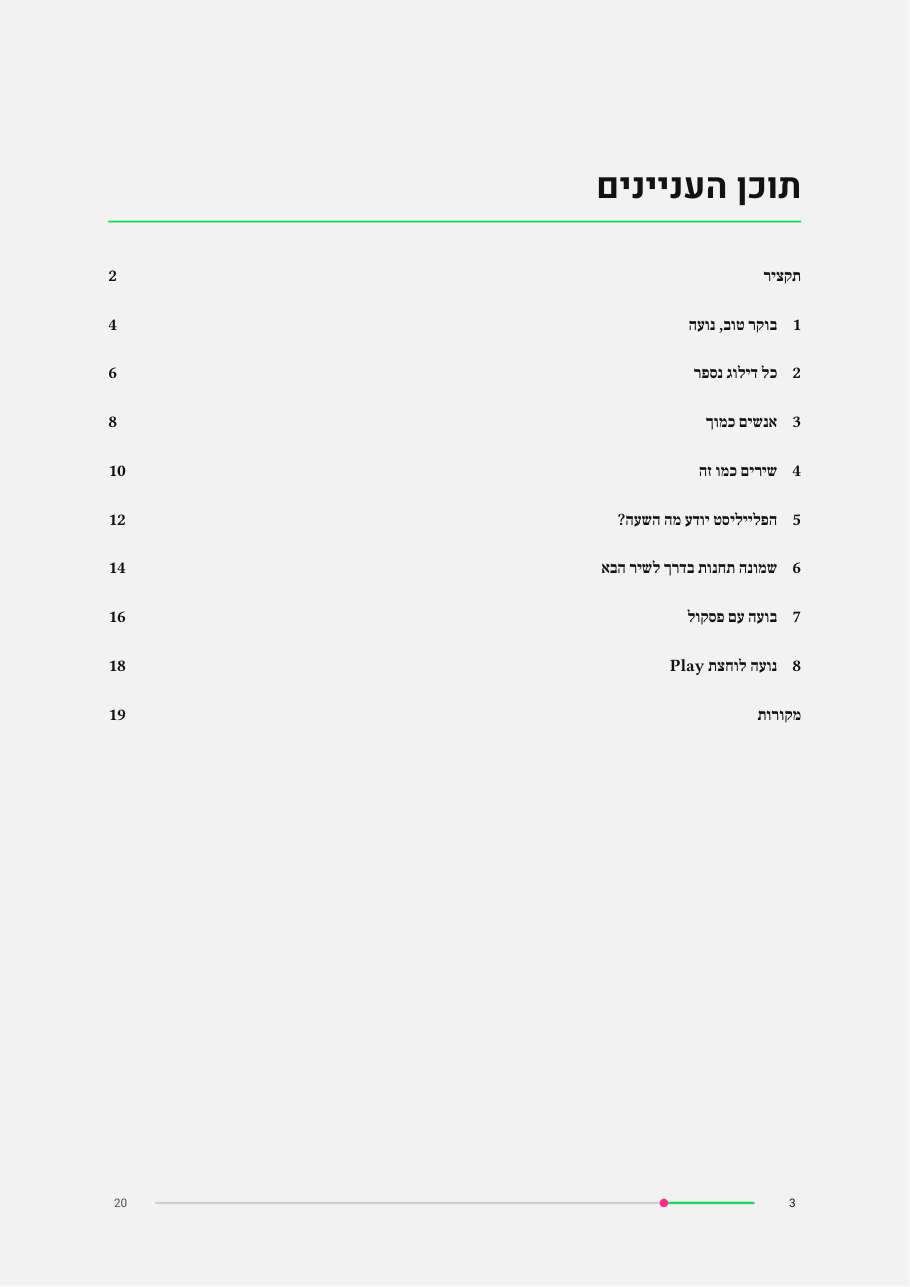 תוכן העניינים
תקציר 2
1 בוקר טוב, נועה 4
2 כל דילוג נספר 6
3 אנשים כמוך 8
4 שירים כמו זה 10
5 הפלייליסט יודע מה השעה? 12
6 שמונה תחנות בדרך לשיר הבא 14
7 בועה עם פסקול 16
8 נועה לוחצת Play 18
מקורות 19
3 20